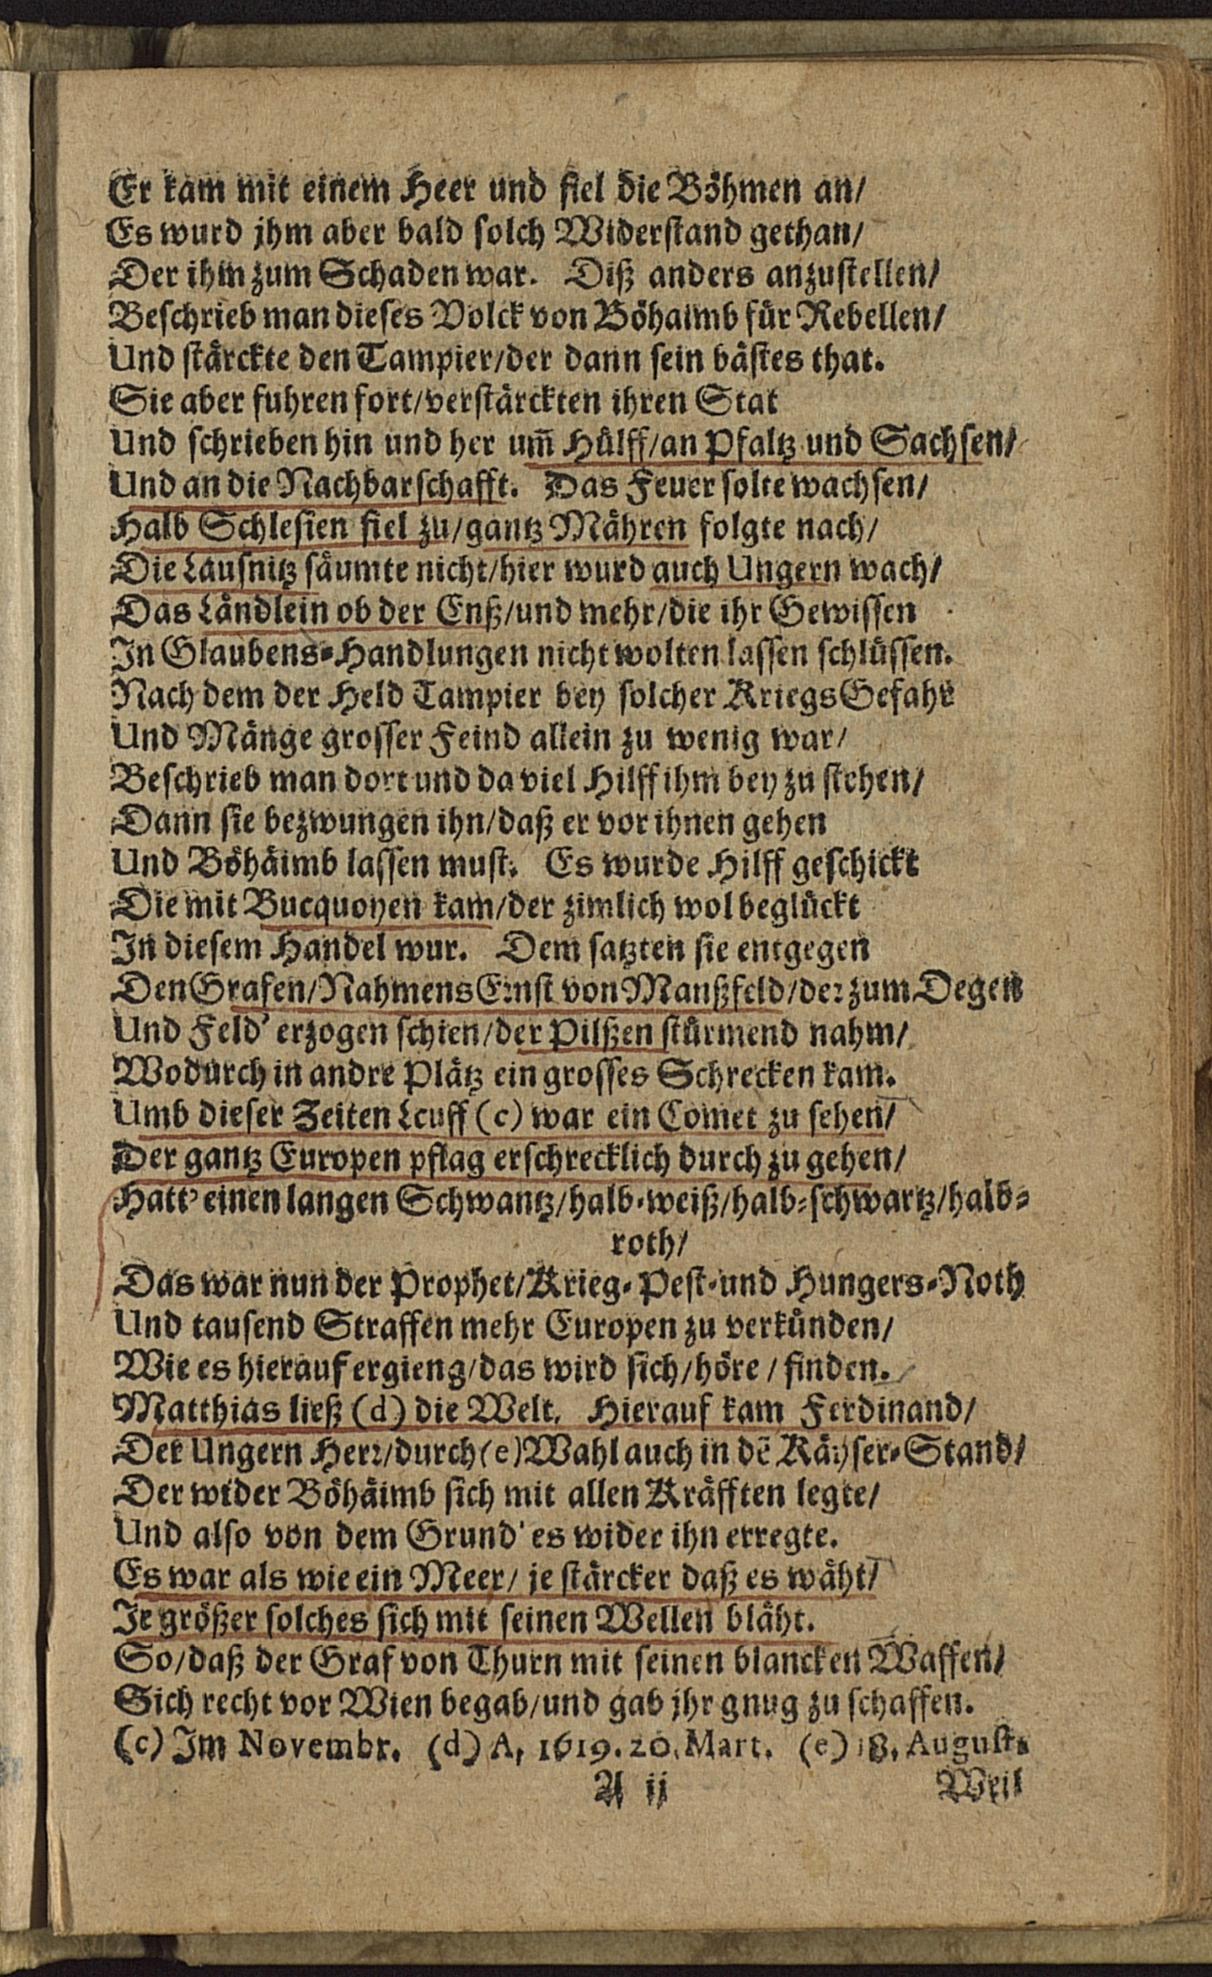 Er kam mit einem Heer und fiel die Böhmen an/
Es wurd jhm aber bald solch Widerstand gethan/
Der ihm zum Schaden war. Diß anders anzustellen/
Beschrieb man dieses Volck von Böhaimb für Rebellen/
Und stärckte den Tampier/der dann sein bästes that.
Sie aber fuhren fort/verstärckten ihren Stat
Und schrieben hin und her um̃ Hülff/an Pfaltz und Sachsen/
Und an die Nachbarschafft. Das Feuer solte wachsen/
Halb Schlesien fiel zu/gantz Mähren folgte nach/
Die Lausnitz säumte nicht/hier wurd auch Ungern wach/
Das Ländlein ob der Enß/und mehr/die ihr Gewissen
In Glaubens-Handlungen nicht wolten lassen schlüssen.
Nach dem der Held Tampier bey solcher KriegsGefahr
Und Mänge grosser Feind allein zu wenig war/
Beschrieb man dort und da viel Hilff ihm bey zu stehen/
Dann sie bezwungen ihn/daß er vor ihnen gehen
Und Böhäimb lassen must. Es wurde Hilff geschickt
Die mit Bucquoyen kam/der zimlich wol beglückt
In diesem Handel wur. Dem satzten sie entgegen
Den Grafen/Nahmens Ernst von Manßfeld/der zum Degen
Und Feld' erzogen schien/der Pilßen stürmend nahm/
Wodurch in andre Plätz ein grosses Schrecken kam.
Umb dieser Zeiten Leuff (c) war ein Comet zu sehen/
Der gantz Europen pflag erschrecklich durch zu gehen/
Hatt' einen langen Schwantz/halb-weiß/halb-schwartz/halb-
roth/
Das war nun der Prophet/Krieg- Pest-und Hungers-Noth
Und tausend Straffen mehr Europen zu verkünden/
Wie es hierauf ergieng/das wird sich/höre/finden.
Matthias ließ (d) die Welt. Hierauf kam Ferdinand/
Der Ungern Herr/durch (e) Wahl auch in dẽ Käyser-Stand/
Der wider Böhäimb sich mit allen Kräfften legte/
Und also von dem Grund' es wider ihn erregte.
Es war als wie ein Meer/ je stärcker daß es wäht/
Je größer solches sich mit seinen Wellen bläht.
So/daß der Graf von Thurn mit seinen blancken Waffen/
Sich recht vor Wien begab/und gab jhr gnug zu schaffen.
(c) Im Novembr. (d) A. 1619. 20. Mart. (e) 18. August.
A ij Weil